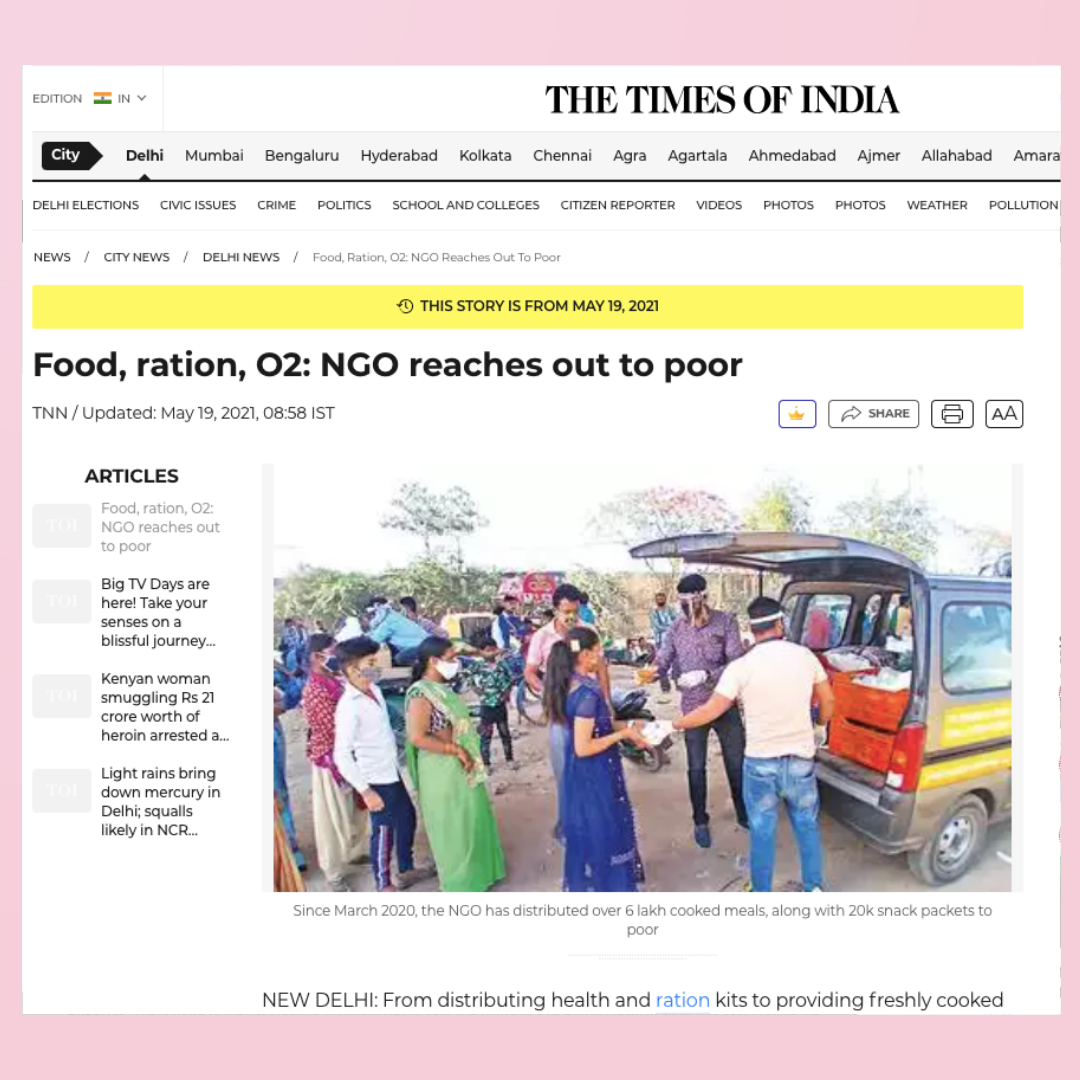 EDITION IN
THE TIMES OF INDIA
City Delhi Mumbai Bengaluru Hyderabad Kolkata Chennai Agra Agartala Ahmedabad Ajmer Allahabad Amara
DELHI ELECTIONS CIVIC ISSUES CRIME POLITICS SCHOOL AND COLLEGES CITIZEN REPORTER VIDEOS PHOTOS PHOTOS WEATHER POLLUTION
NEWS / CITY NEWS / DELHI NEWS / Food, Ration, O2: NGO Reaches Out To Poor
THIS STORY IS FROM MAY 19, 2021
Food, ration, O2: NGO reaches out to poor
TNN / Updated: May 19, 2021, 08:58 IST
SHARE
AA
ARTICLES
TOI
Food, ration, O2:
NGO reaches out
to poor
TOI
Big TV Days are
here! Take your
senses on a
blissful journey...
TOI
Kenyan woman
smuggling Rs 21
crore worth of
heroin arrested a...
TOI
Light rains bring
down mercury in
Delhi; squalls
likely in NCR...
Since March 2020, the NGO has distributed over 6 lakh cooked meals, along with 20k snack packets to
poor
NEW DELHI: From distributing health and ration kits to providing freshly cooked